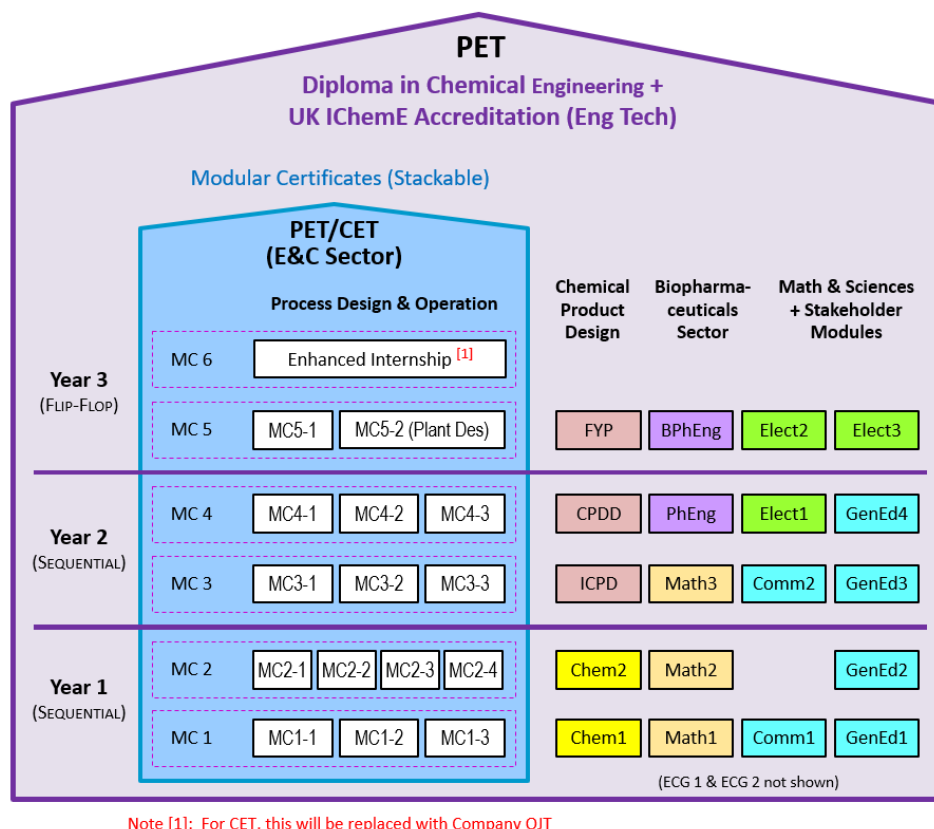 PET
Diploma in Chemical Engineering +
UK IChemE Accreditation (Eng Tech)
Modular Certificates (Stackable)
PET/CET
(E&C Sector)
Process Design & Operation
Chemical
Product
Design
Biopharma-
ceuticals
Sector
Math & Sciences
+ Stakeholder
Modules
Year 3
(FLIP-FLOP)
MC 6
Enhanced Internship [1]
MC 5
MC5-1
MC5-2 (Plant Des)
FYP
BPhEng
Elect2
Elect3
Year 2
(SEQUENTIAL)
MC 4
MC4-1
MC4-2
MC4-3
CPDD
PhEng
Elect1
GenEd4
MC 3
MC3-1
MC3-2
MC3-3
ICPD
Math3
Comm2
GenEd3
Year 1
(SEQUENTIAL)
MC 2
MC2-1
MC2-2
MC2-3
MC2-4
Chem2
Math2
GenEd2
MC 1
MC1-1
MC1-2
MC1-3
Chem1
Math1
Comm1
GenEd1
(ECG 1 & ECG 2 not shown)
Note [1]: For CET, this will be replaced with Company OJT